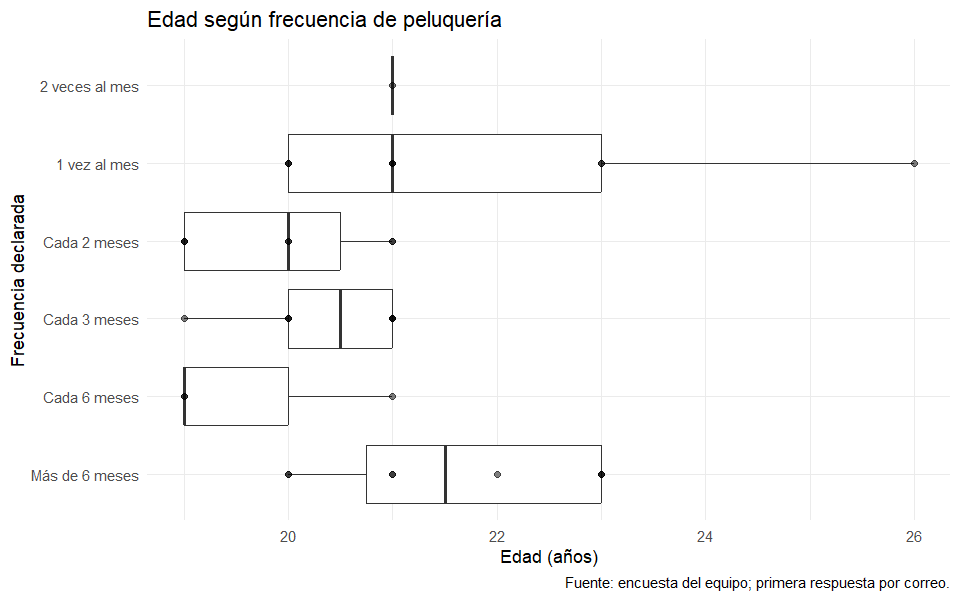 Edad según frecuencia de peluquería
Frecuencia declarada
2 veces al mes
1 vez al mes
Cada 2 meses
Cada 3 meses
Cada 6 meses
Más de 6 meses
20 22 24 26
Edad (años)
Fuente: encuesta del equipo; primera respuesta por correo.